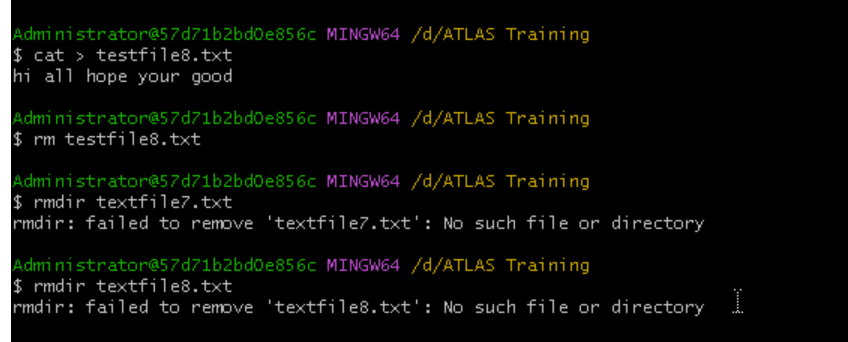 Administrator@57d71b2bd0e856c MINGW64 /d/ATLAS Training
$ cat > testfile8.txt
hi all hope your good
Administrator@57d71b2bd0e856c MINGW64 /d/ATLAS Training
$ rm testfile8.txt
Administrator@57d71b2bd0e856c MINGW64 /d/ATLAS Training
$ rmdir textfile7.txt
rmdir: failed to remove 'textfile7.txt': No such file or directory
Administrator@57d71b2bd0e856c MINGW64 /d/ATLAS Training
$ rmdir textfile8.txt
rmdir: failed to remove 'textfile8.txt': No such file or directory